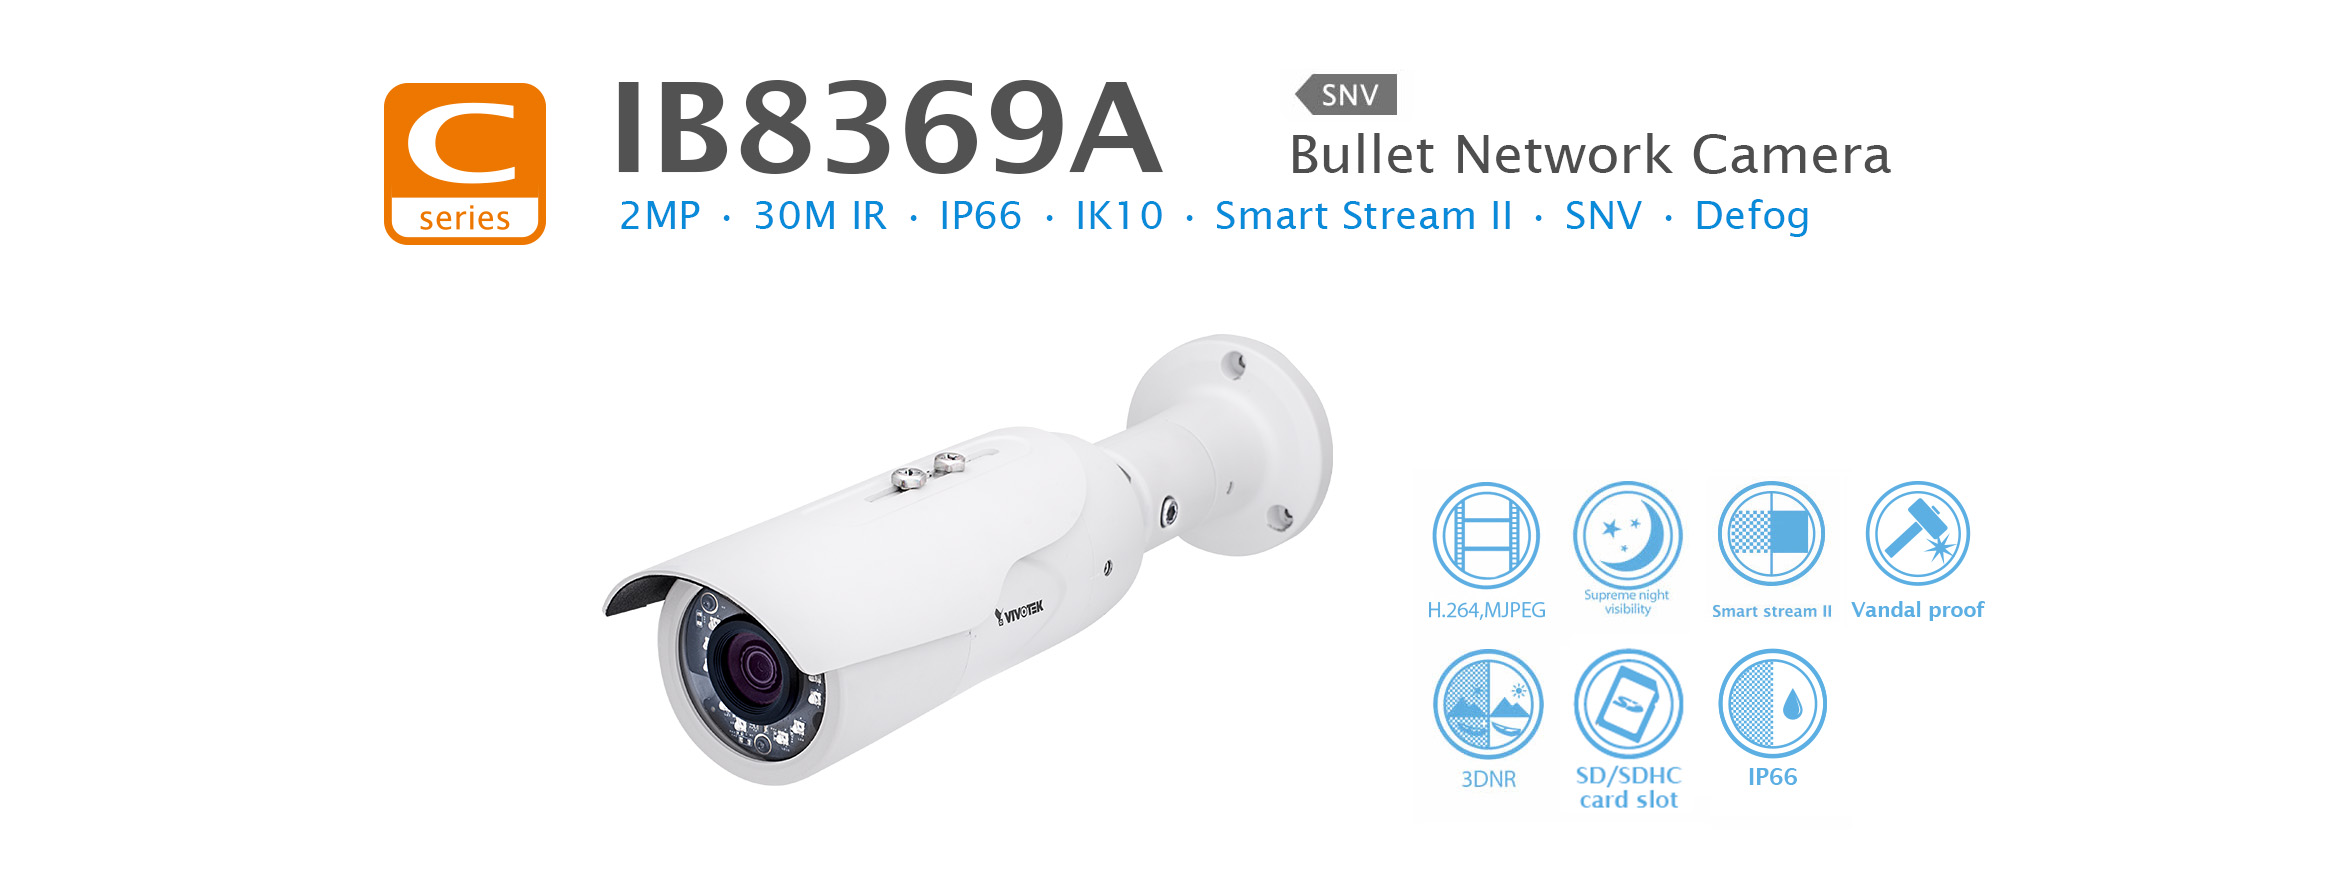 C
series
IB8369A
SNV
Bullet Network Camera
2MP · 30M IR · IP66 · IK10 · Smart Stream II · SNV · Defog
VIVOTEK
H.264,MJPEG
Supreme night
visibility
Smart stream II
Vandal proof
3DNR
SD
SD/SDHC
card slot
IP66